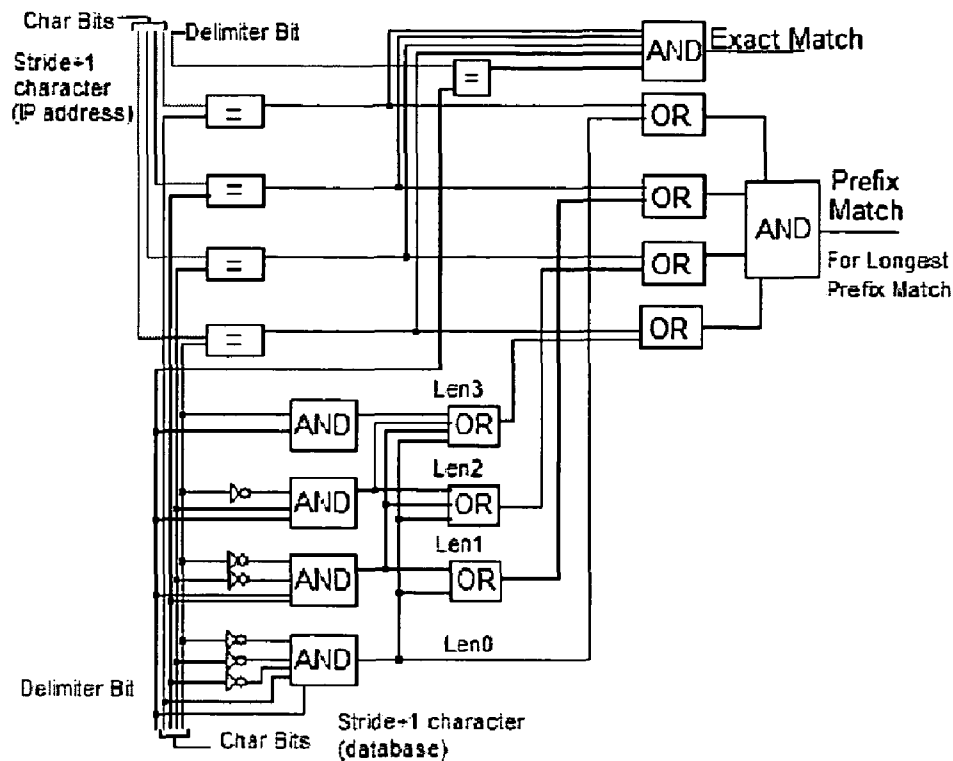 Char Bits
Delimiter Bit
Stride+1
character
(IP address)
=
AND
Exact Match
=
OR
=
OR
AND
Prefix
Match
=
OR
For Longest
Prefix Match
=
OR
Len3
AND
OR
Len2
AND
OR
Len1
AND
OR
Len0
AND
Delimiter Bit
Char Bits
Stride+1 character
(database)